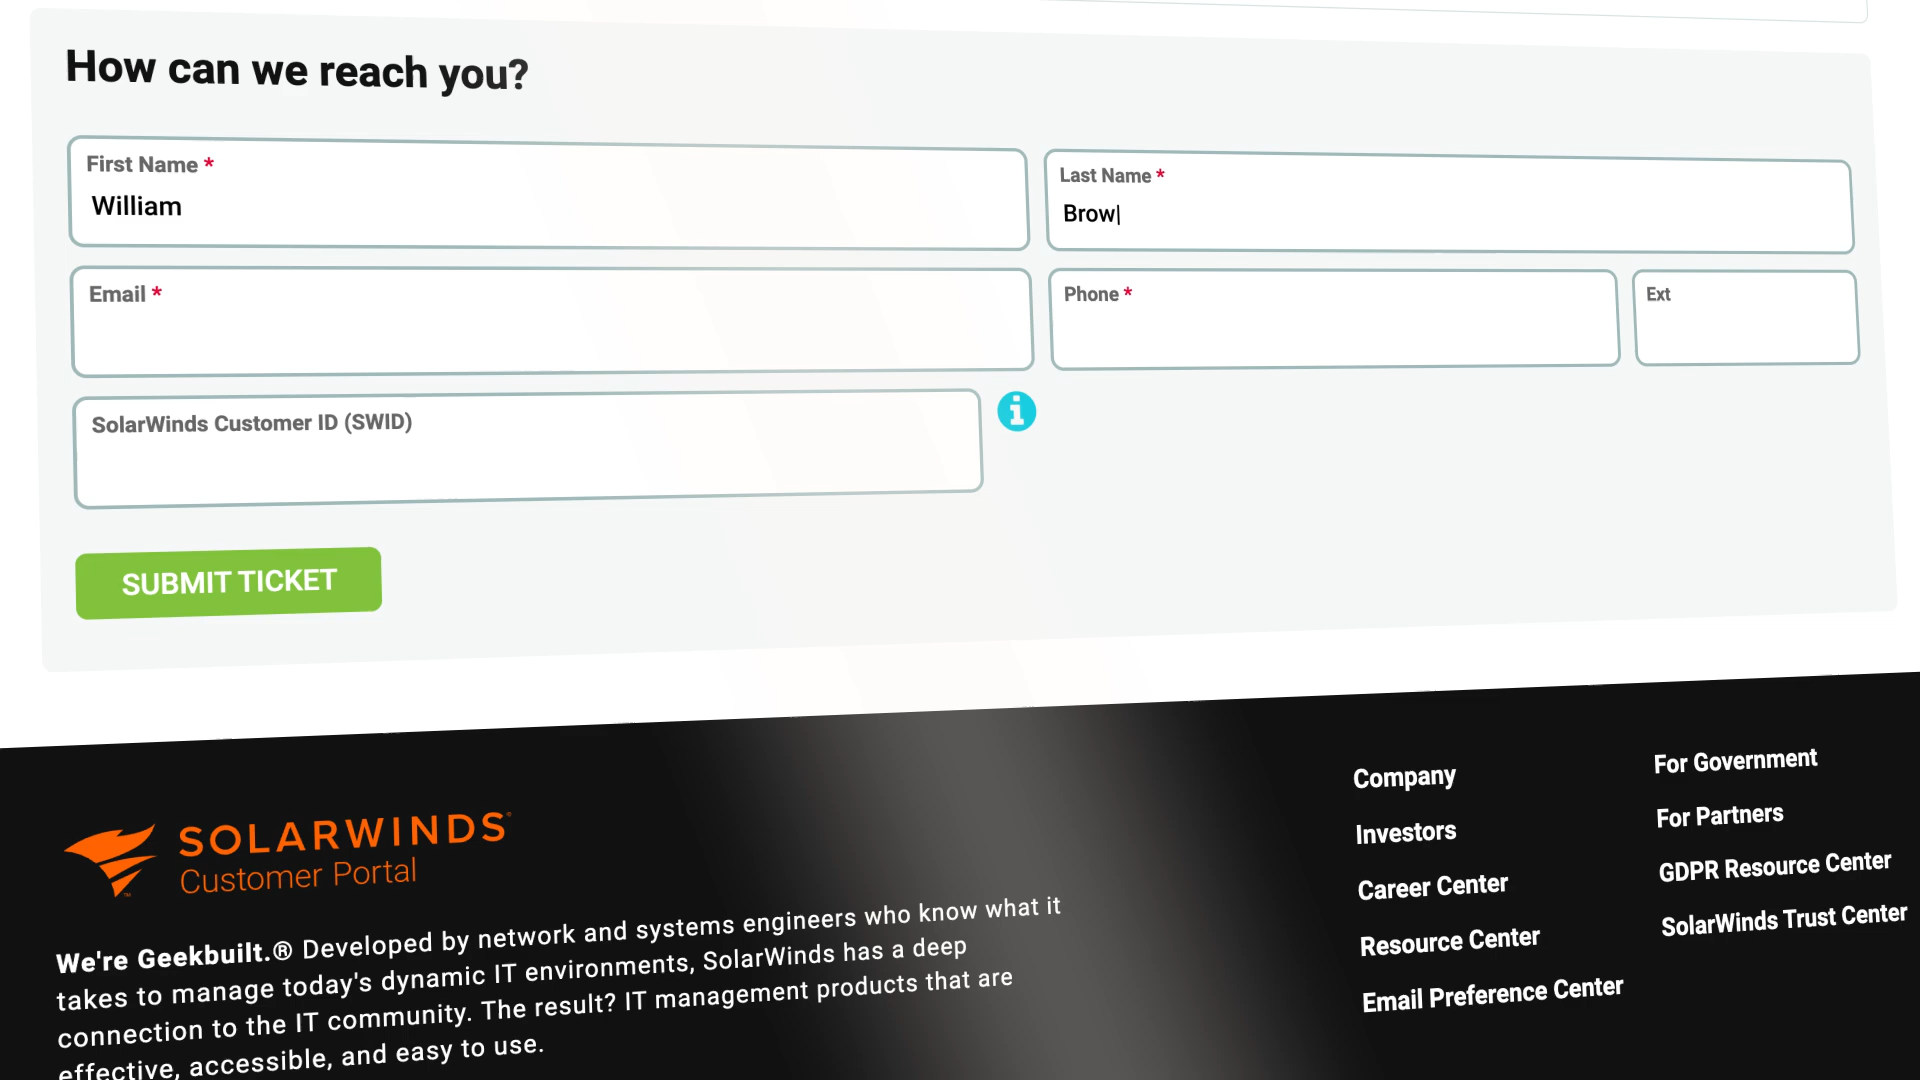 How can we reach you?
First Name *
William
Last Name *
Brow
Email *
Phone *
Ext
SolarWinds Customer ID (SWID)
SUBMIT TICKET
SOLARWINDS
Customer Portal
We're Geekbuilt.® Developed by network and systems engineers who know what it
takes to manage today's dynamic IT environments, SolarWinds has a deep
connection to the IT community. The result? IT management products that are
effective, accessible, and easy to use.
Company
Investors
Career Center
Resource Center
Email Preference Center
For Government
For Partners
GDPR Resource Center
SolarWinds Trust Center